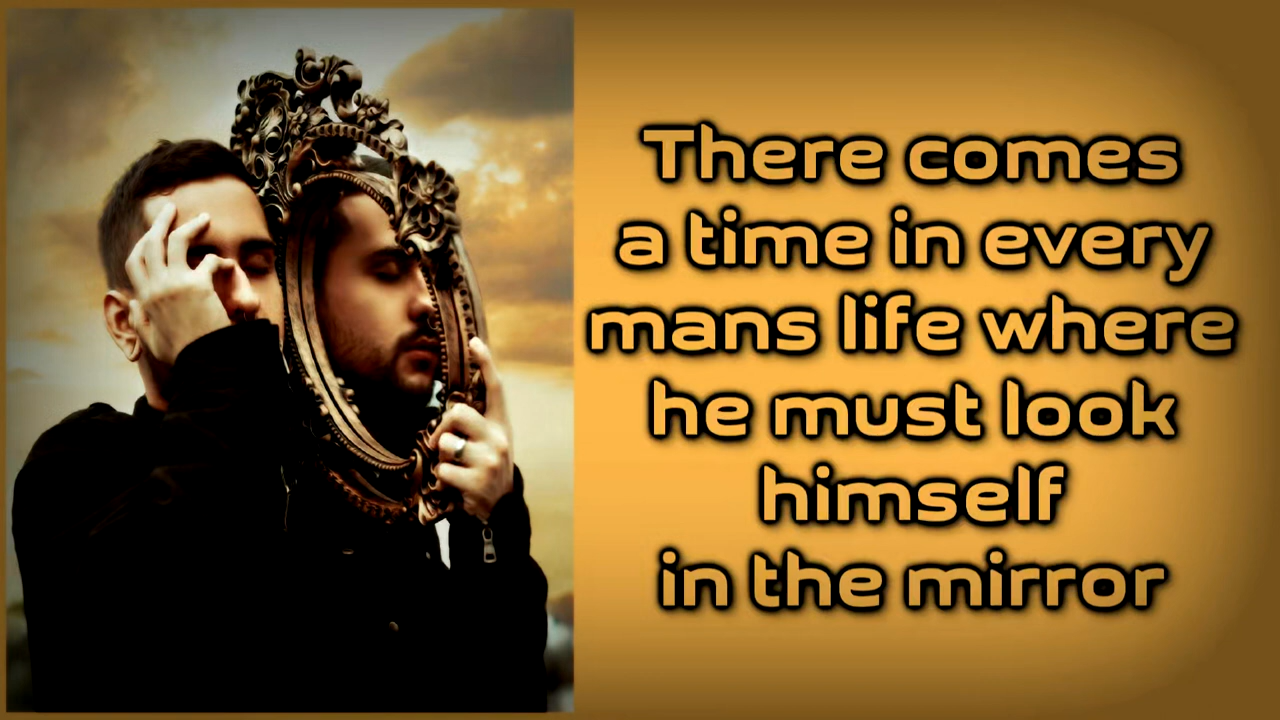 There comes
a time in every
mans life where
he must look
himself
in the mirror